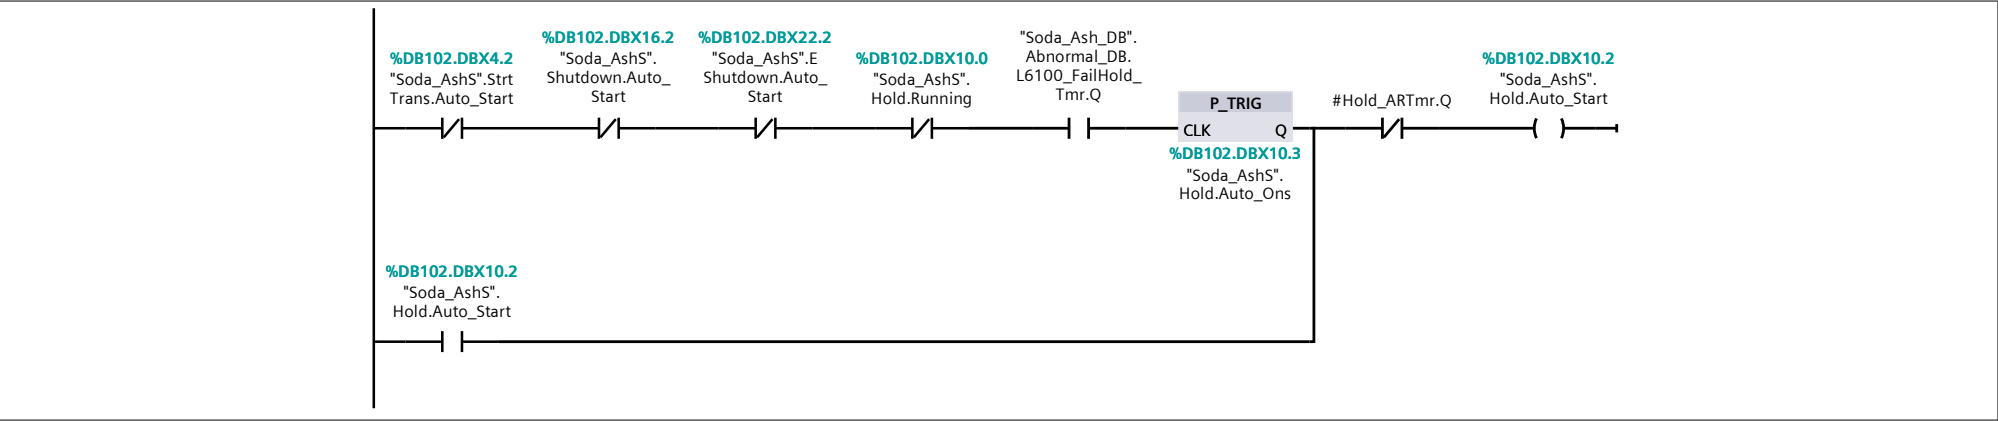 %DB102.DBX4.2
"Soda_AshS".Strt
Trans.Auto_Start
%DB102.DBX16.2
"Soda_AshS".
Shutdown.Auto_
Start
%DB102.DBX22.2
"Soda_AshS".E
Shutdown.Auto_
Start
%DB102.DBX10.0
"Soda_AshS".
Hold.Running
"Soda_Ash_DB".
Abnormal_DB.
L6100_FailHold_
Tmr.Q
P_TRIG
CLK Q
%DB102.DBX10.3
"Soda_AshS".
Hold.Auto_Ons
#Hold_ARTmr.Q
%DB102.DBX10.2
"Soda_AshS".
Hold.Auto_Start
%DB102.DBX10.2
"Soda_AshS".
Hold.Auto_Start